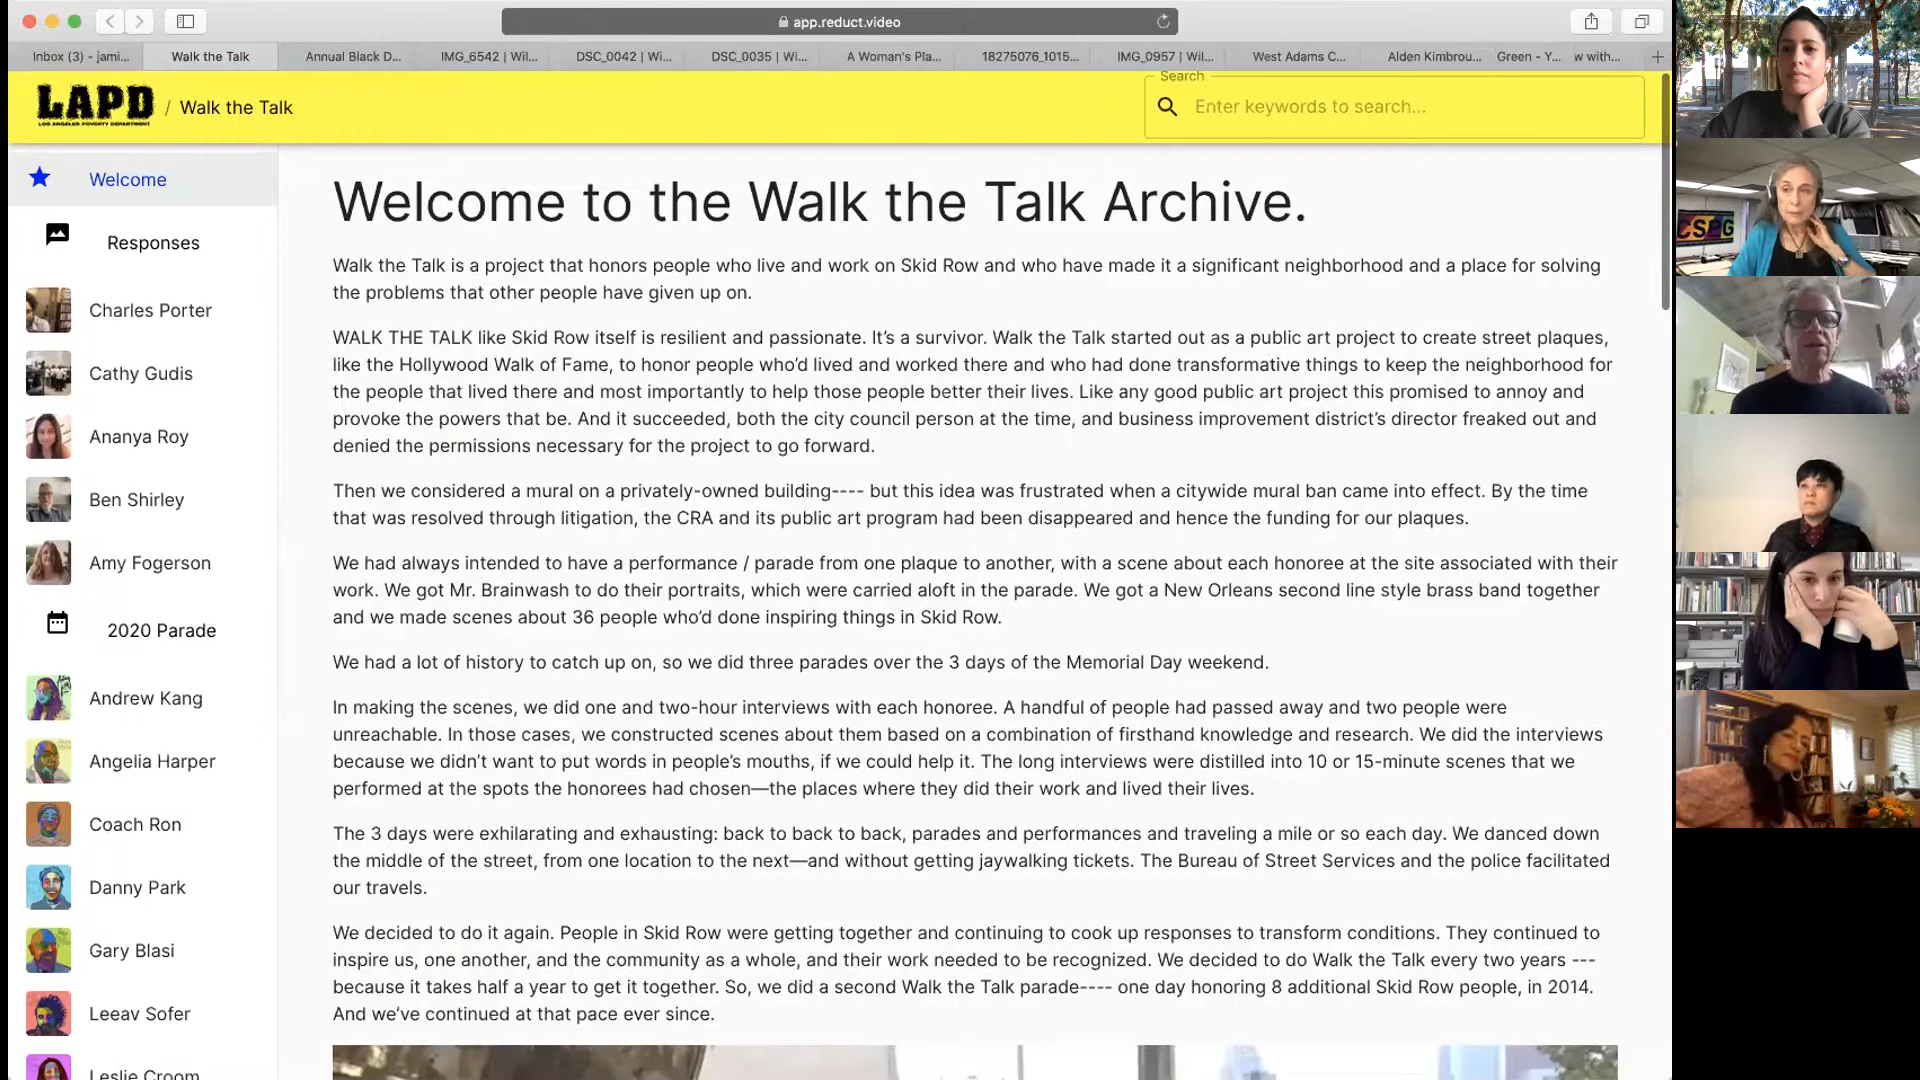 app.reduct.video
Inbox (3) - jami...
Walk the Talk
Annual Black D...
IMG_6542 | Wil...
DSC_0042 | Wi...
DSC_0035 | Wi...
A Woman's Pla...
18275076_1015...
IMG_0957 | Wil...
West Adams C...
Alden Kimbrou...
Green - Y...
w with...
LAPD
LOS ANGELES POVERTY DEPARTMENT
/ Walk the Talk
Search
Enter keywords to search...
Welcome
Responses
Charles Porter
Cathy Gudis
Ananya Roy
Ben Shirley
Amy Fogerson
2020 Parade
Andrew Kang
Angelia Harper
Coach Ron
Danny Park
Gary Blasi
Leeav Sofer
Leslie Croom
Welcome to the Walk the Talk Archive.
Walk the Talk is a project that honors people who live and work on Skid Row and who have made it a significant neighborhood and a place for solving
the problems that other people have given up on.
WALK THE TALK like Skid Row itself is resilient and passionate. It's a survivor. Walk the Talk started out as a public art project to create street plaques,
like the Hollywood Walk of Fame, to honor people who'd lived and worked there and who had done transformative things to keep the neighborhood for
the people that lived there and most importantly to help those people better their lives. Like any good public art project this promised to annoy and
provoke the powers that be. And it succeeded, both the city council person at the time, and business improvement district's director freaked out and
denied the permissions necessary for the project to go forward.
Then we considered a mural on a privately-owned building---- but this idea was frustrated when a citywide mural ban came into effect. By the time
that was resolved through litigation, the CRA and its public art program had been disappeared and hence the funding for our plaques.
We had always intended to have a performance / parade from one plaque to another, with a scene about each honoree at the site associated with their
work. We got Mr. Brainwash to do their portraits, which were carried aloft in the parade. We got a New Orleans second line style brass band together
and we made scenes about 36 people who'd done inspiring things in Skid Row.
We had a lot of history to catch up on, so we did three parades over the 3 days of the Memorial Day weekend.
In making the scenes, we did one and two-hour interviews with each honoree. A handful of people had passed away and two people were
unreachable. In those cases, we constructed scenes about them based on a combination of firsthand knowledge and research. We did the interviews
because we didn't want to put words in people's mouths, if we could help it. The long interviews were distilled into 10 or 15-minute scenes that we
performed at the spots the honorees had chosen—the places where they did their work and lived their lives.
The 3 days were exhilarating and exhausting: back to back to back, parades and performances and traveling a mile or so each day. We danced down
the middle of the street, from one location to the next—and without getting jaywalking tickets. The Bureau of Street Services and the police facilitated
our travels.
We decided to do it again. People in Skid Row were getting together and continuing to cook up responses to transform conditions. They continued to
inspire us, one another, and the community as a whole, and their work needed to be recognized. We decided to do Walk the Talk every two years ---
because it takes half a year to get it together. So, we did a second Walk the Talk parade---- one day honoring 8 additional Skid Row people, in 2014.
And we've continued at that pace ever since.
CSPG